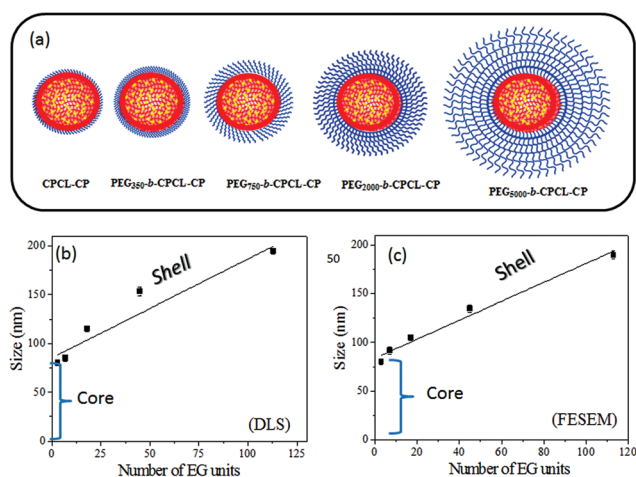 (a)
CPCL-CP
PEG350-b-CPCL-CP
PEG750-b-CPCL-CP
PEG2000-b-CPCL-CP
PEG5000-b-CPCL-CP
(b)
Shell
Core
(DLS)
Size (nm)
200
150
100
50
0
0
25
50
75
100
125
Number of EG units
50
(c)
Shell
Core
(FESEM)
Size (nm)
200
150
100
50
0
0
20
40
60
80
100
120
Number of EG units